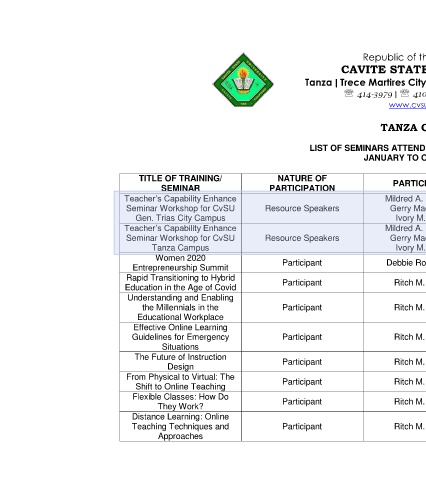 Republic of th
CAVITE STATE
Tanza | Trece Martires City
☏ 414-3979 | ☏ 410
www.cvsu
TANZA C
LIST OF SEMINARS ATTEND
JANUARY TO O
TITLE OF TRAINING/ SEMINAR NATURE OF PARTICIPATION PARTICI
Teacher's Capability Enhance Mildred A.
Seminar Workshop for CvSU Resource Speakers Gerry Ma
Gen. Trias City Campus Ivory M.
Teacher's Capability Enhance Mildred A.
Seminar Workshop for CvSU Resource Speakers Gerry Ma
Tanza Campus Ivory M.
Women 2020
Entrepreneurship Summit Participant Debbie Ro
Rapid Transitioning to Hybrid
Education in the Age of Covid Participant Ritch M.
Understanding and Enabling
the Millennials in the Participant Ritch M.
Educational Workplace
Effective Online Learning
Guidelines for Emergency Participant Ritch M.
Situations
The Future of Instruction
Design Participant Ritch M.
From Physical to Virtual: The
Shift to Online Teaching Participant Ritch M.
Flexible Classes: How Do
They Work? Participant Ritch M.
Distance Learning: Online
Teaching Techniques and Participant Ritch M.
Approaches